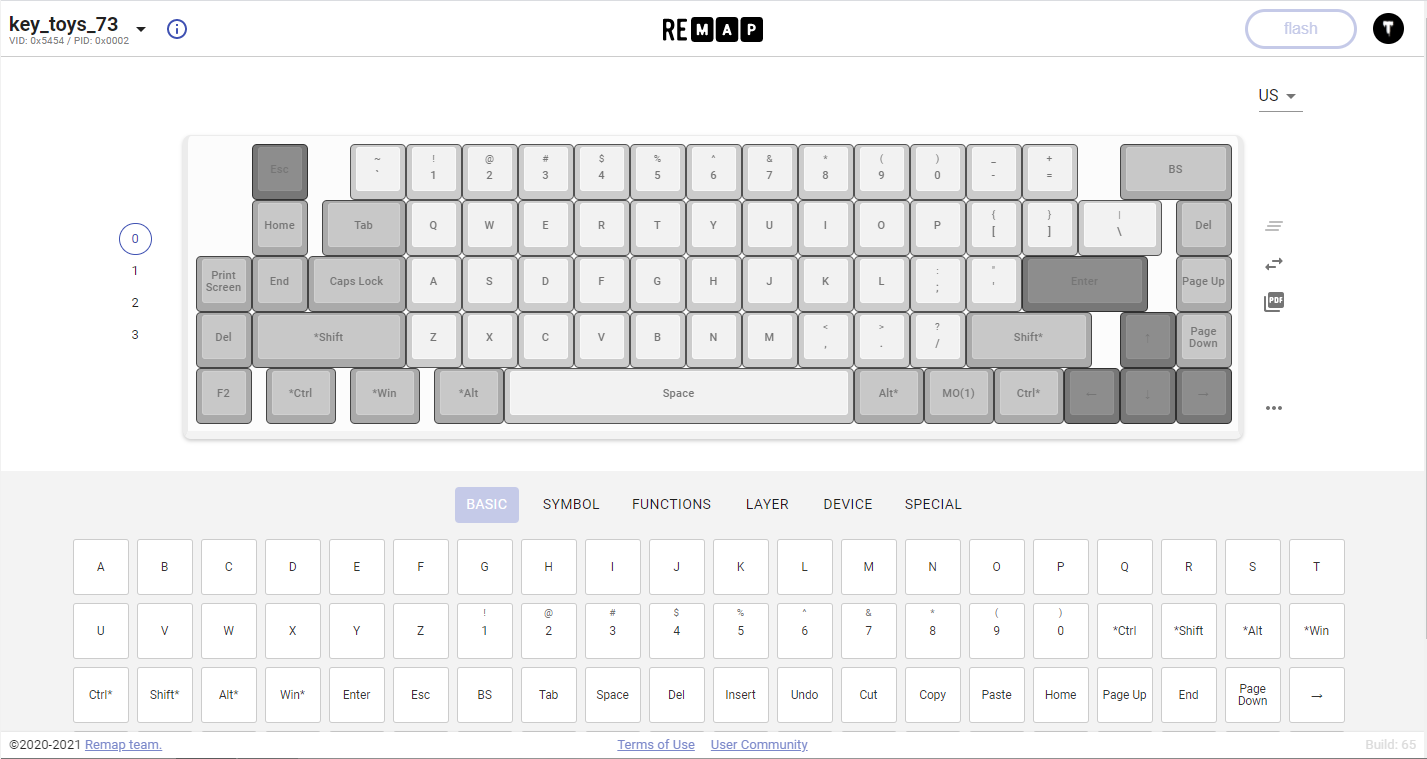 key_toys_73
VID: 0x5454 / PID: 0x0002
REMAP
flash
T
US
Esc ~ ! @ # $ % ^ & * ( ) _ + BS
` 1 2 3 4 5 6 7 8 9 0 - =
Home Tab Q W E R T Y U I O P { } | Del
[ ] \
Print Screen End Caps Lock A S D F G H J K L : " Enter Page Up
; '
Del *Shift Z X C V B N M < > ? Shift* ↑ Page Down
, . /
F2 *Ctrl *Win *Alt Space Alt* MO(1) Ctrl* ← ↓ →
0
1
2
3
PDF
BASIC SYMBOL FUNCTIONS LAYER DEVICE SPECIAL
A B C D E F G H I J K L M N O P Q R S T
! @ # $ % ^ & * ( )
U V W X Y Z 1 2 3 4 5 6 7 8 9 0 *Ctrl *Shift *Alt *Win
Ctrl* Shift* Alt* Win* Enter Esc BS Tab Space Del Insert Undo Cut Copy Paste Home Page Up End Page Down →
©2020-2021 Remap team. Terms of Use User Community Build: 65